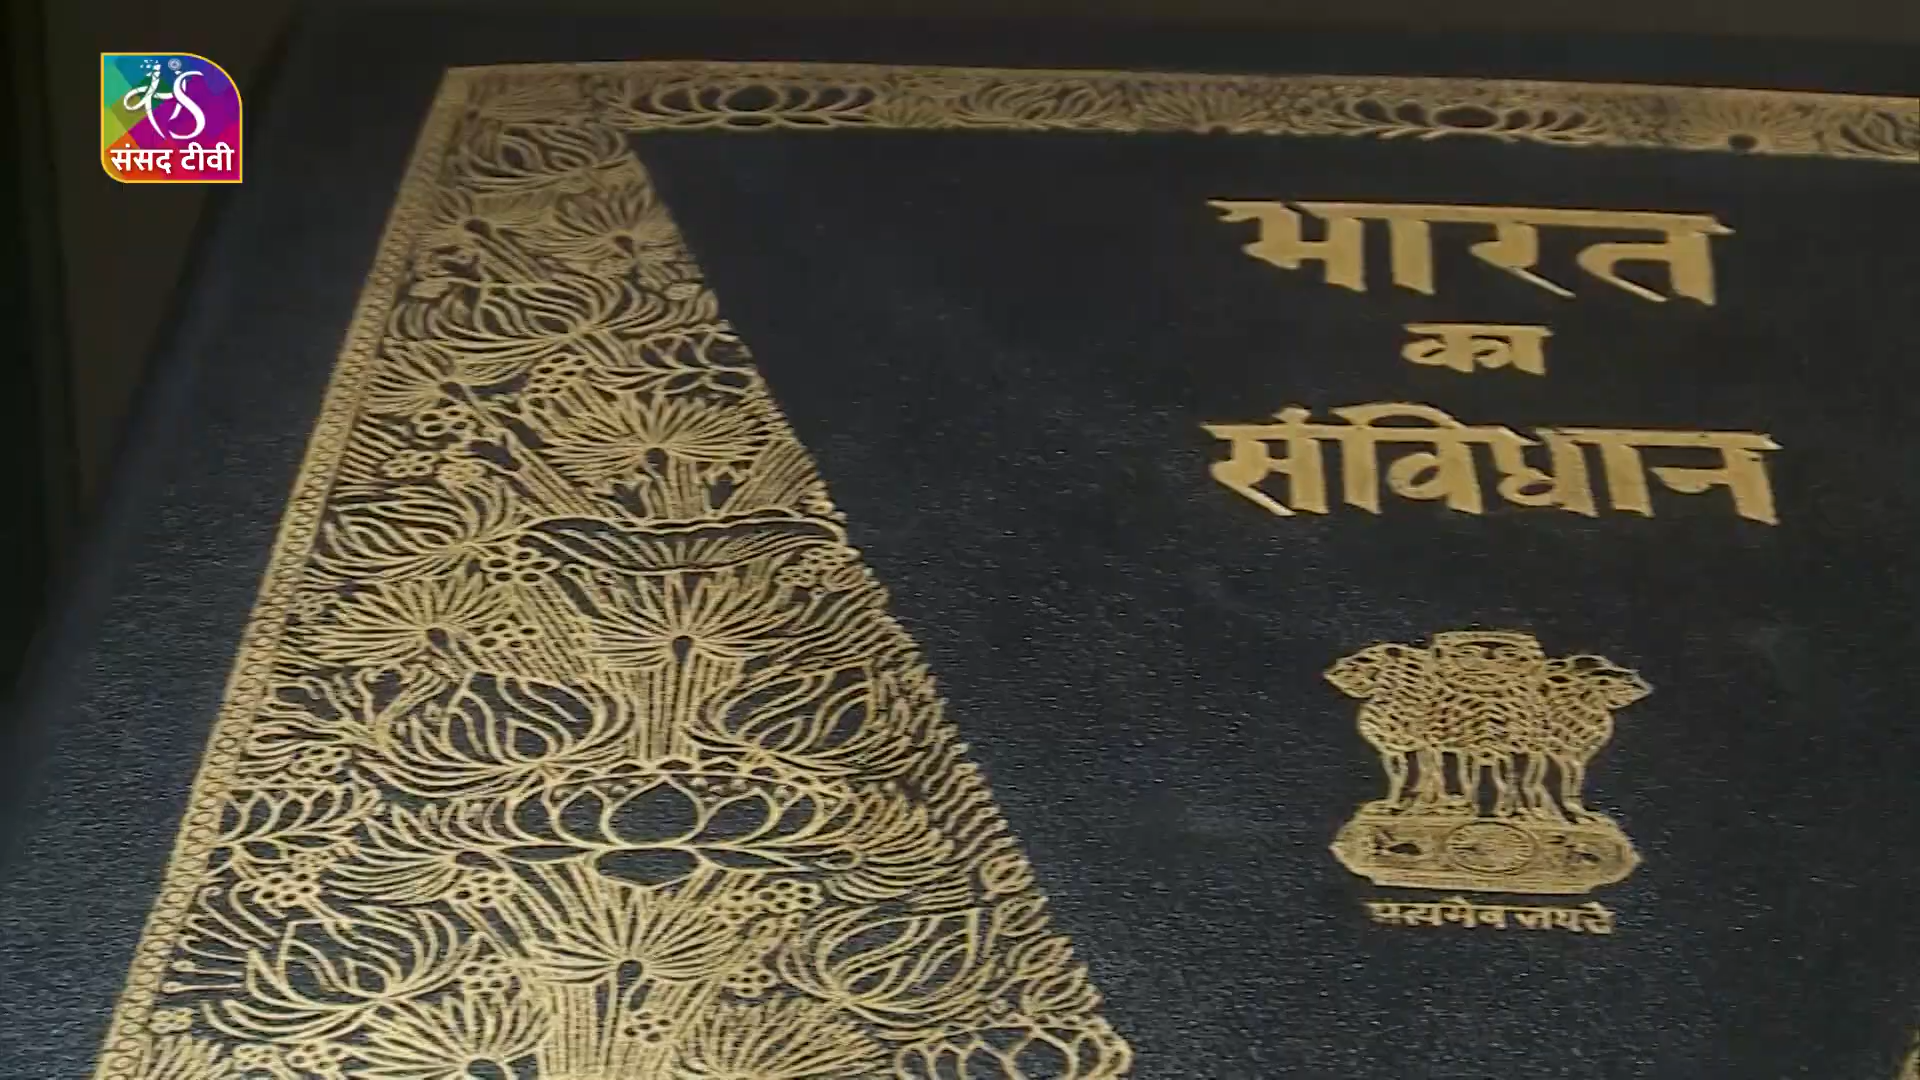 संसद टीवी
भारत
का
संविधान
सत्यमेव जयते